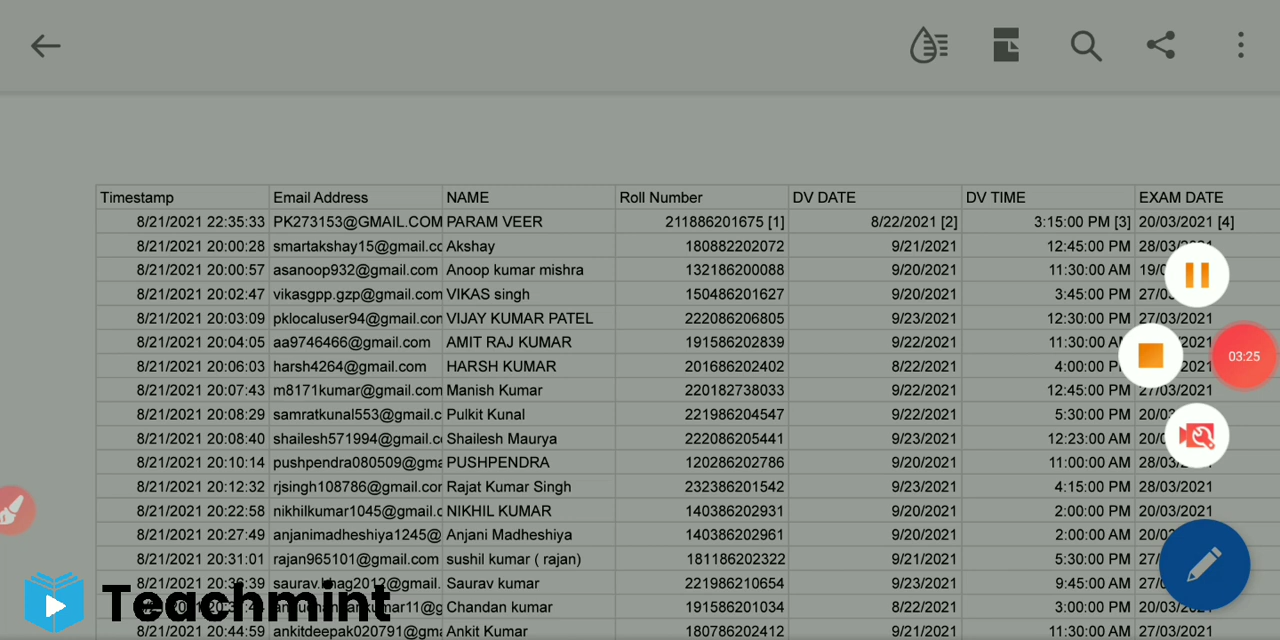 Timestamp Email Address NAME Roll Number DV DATE DV TIME EXAM DATE
8/21/2021 22:35:33 PK273153@GMAIL.COM PARAM VEER 211886201675 [1] 8/22/2021 [2] 3:15:00 PM [3] 20/03/2021 [4]
8/21/2021 20:00:28 smartakshay15@gmail.cc Akshay 180882202072 9/21/2021 12:45:00 PM
8/21/2021 20:00:57 asanoop932@gmail.com Anoop kumar mishra 132186200088 9/20/2021 11:30:00 AM
8/21/2021 20:02:47 vikasgpp.gzp@gmail.com VIKAS singh 150486201627 9/20/2021 3:45:00 PM
8/21/2021 20:03:09 pklocaluser94@gmail.con VIJAY KUMAR PATEL 222086206805 9/23/2021 12:30:00 PM 27/03/2021
8/21/2021 20:04:05 aa9746466@gmail.com AMIT RAJ KUMAR 191586202839 9/22/2021 11:30:00 2021
8/21/2021 20:06:03 harsh4264@gmail.com HARSH KUMAR 201686202402 8/22/2021 4:00:00 2021
03:25
8/21/2021 20:07:43 m8171kumar@gmail.com Manish Kumar 220182738033 9/22/2021 12:45:00 PM 27/03/2021
8/21/2021 20:08:29 samratkunal553@gmail.c Pulkit Kunal 221986204547 9/22/2021 5:30:00 PM
8/21/2021 20:08:40 shailesh571994@gmail.c Shailesh Maurya 222086205441 9/23/2021 12:23:00 AM
8/21/2021 20:10:14 pushpendra080509@gma PUSHPENDRA 120286202786 9/20/2021 11:00:00 AM
8/21/2021 20:12:32 rjsingh108786@gmail.cor Rajat Kumar Singh 232386201542 9/23/2021 4:15:00 PM 28/03/2021
8/21/2021 20:22:58 nikhilkumar1045@gmail.c NIKHIL KUMAR 140386202931 9/20/2021 2:00:00 PM 20/03/2021
8/21/2021 20:27:49 anjanimadheshiya1245@ Anjani Madheshiya 140386202961 9/20/2021 2:00:00 AM
8/21/2021 20:31:01 rajan965101@gmail.com sushil kumar ( rajan) 181186202322 9/21/2021 5:30:00 PM
Saurav kumar 221986210654 9/23/2021 9:45:00 AM
Teachmint
Chandan kumar 191586201034 8/22/2021 3:00:00 PM 20/03/2021
8/21/2021 20:44:59 ankitdeepak020791@gma Ankit Kumar 180786202412 9/21/2021 11:30:00 AM 27/03/2021